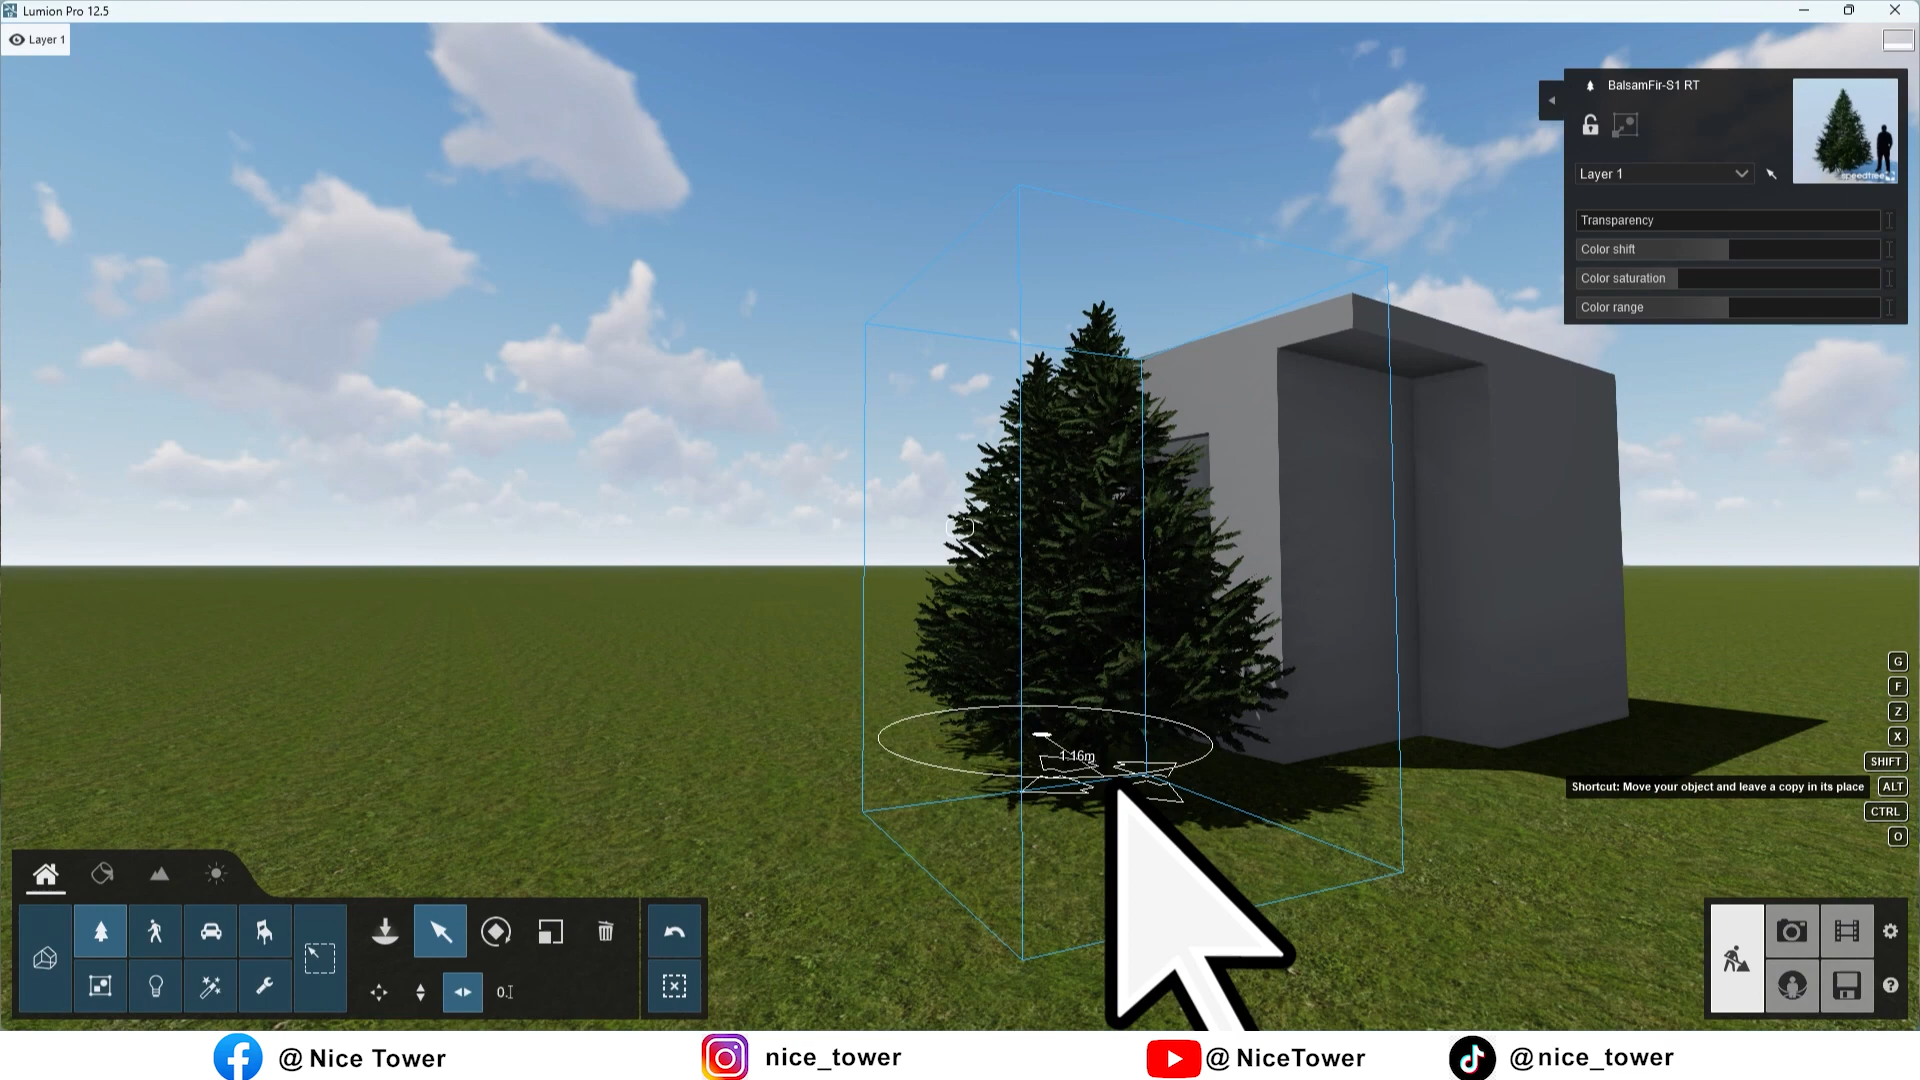 Lumion Pro 12.5
Layer 1
BalsamFir-S1 RT
speedtree
Layer 1
Transparency
Color shift
Color saturation
Color range
1.16m
G
F
Z
X
SHIFT
Shortcut: Move your object and leave a copy in its place
ALT
CTRL
O
0.
?
@ Nice Tower
nice_tower
@ NiceTower
@nice_tower